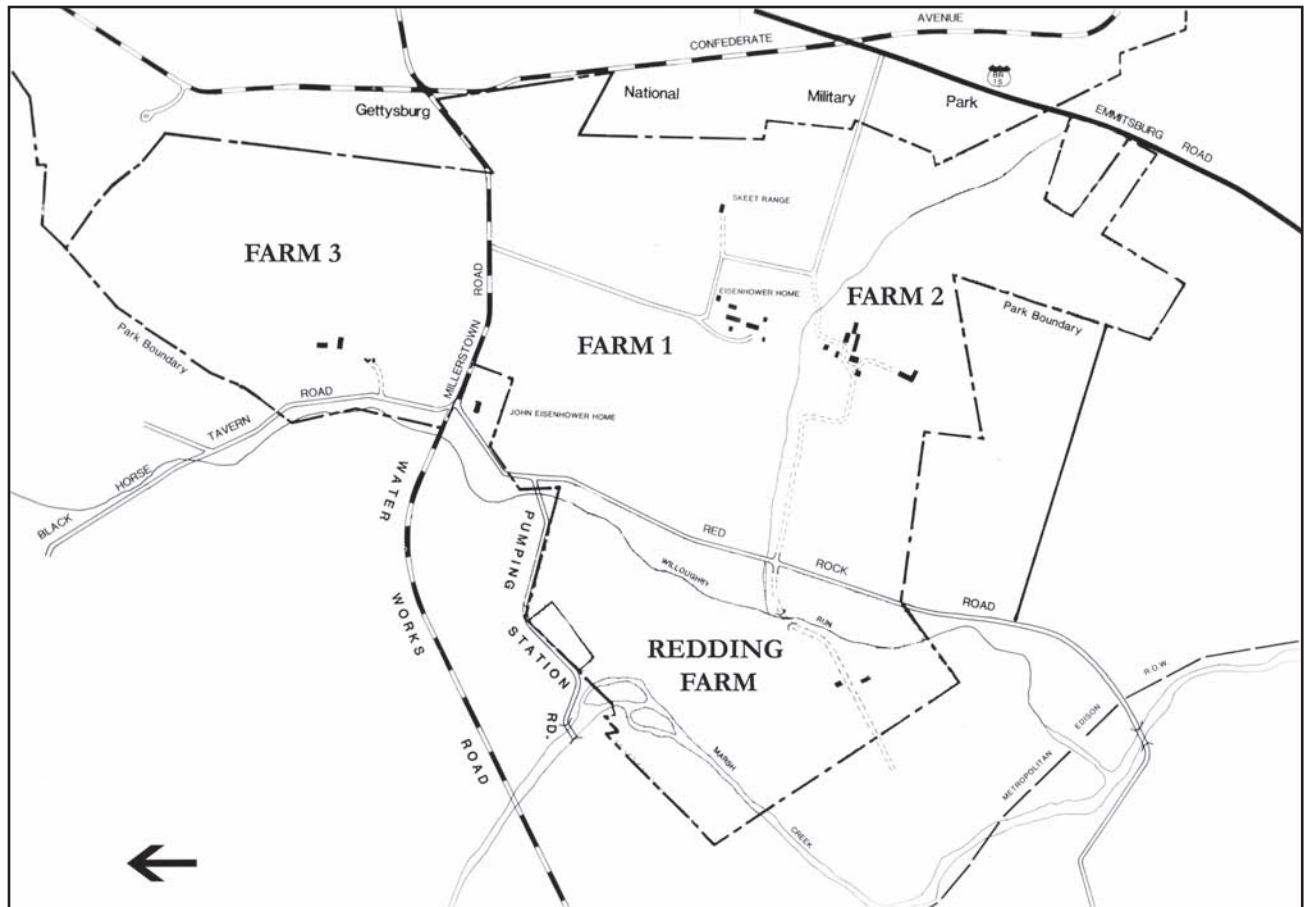 AVENUE
CONFEDERATE
BR
15
National
Military
Park
Gettysburg
EMMITSBURG
ROAD
SKEET RANGE
FARM 3
ROAD
EISENHOWER HOME
FARM 2
Park Boundary
Park Boundary
FARM 1
MILLERSTOWN
ROAD
JOHN EISENHOWER HOME
TAVERN
HORSE
BLACK
WATER
PUMPING
RED
ROCK
ROAD
WILLOUGHBY
RUN
WORKS
STATION
REDDING
FARM
R.O.W.
EDISON
METROPOLITAN
RD.
ROAD
MARSH
CREEK